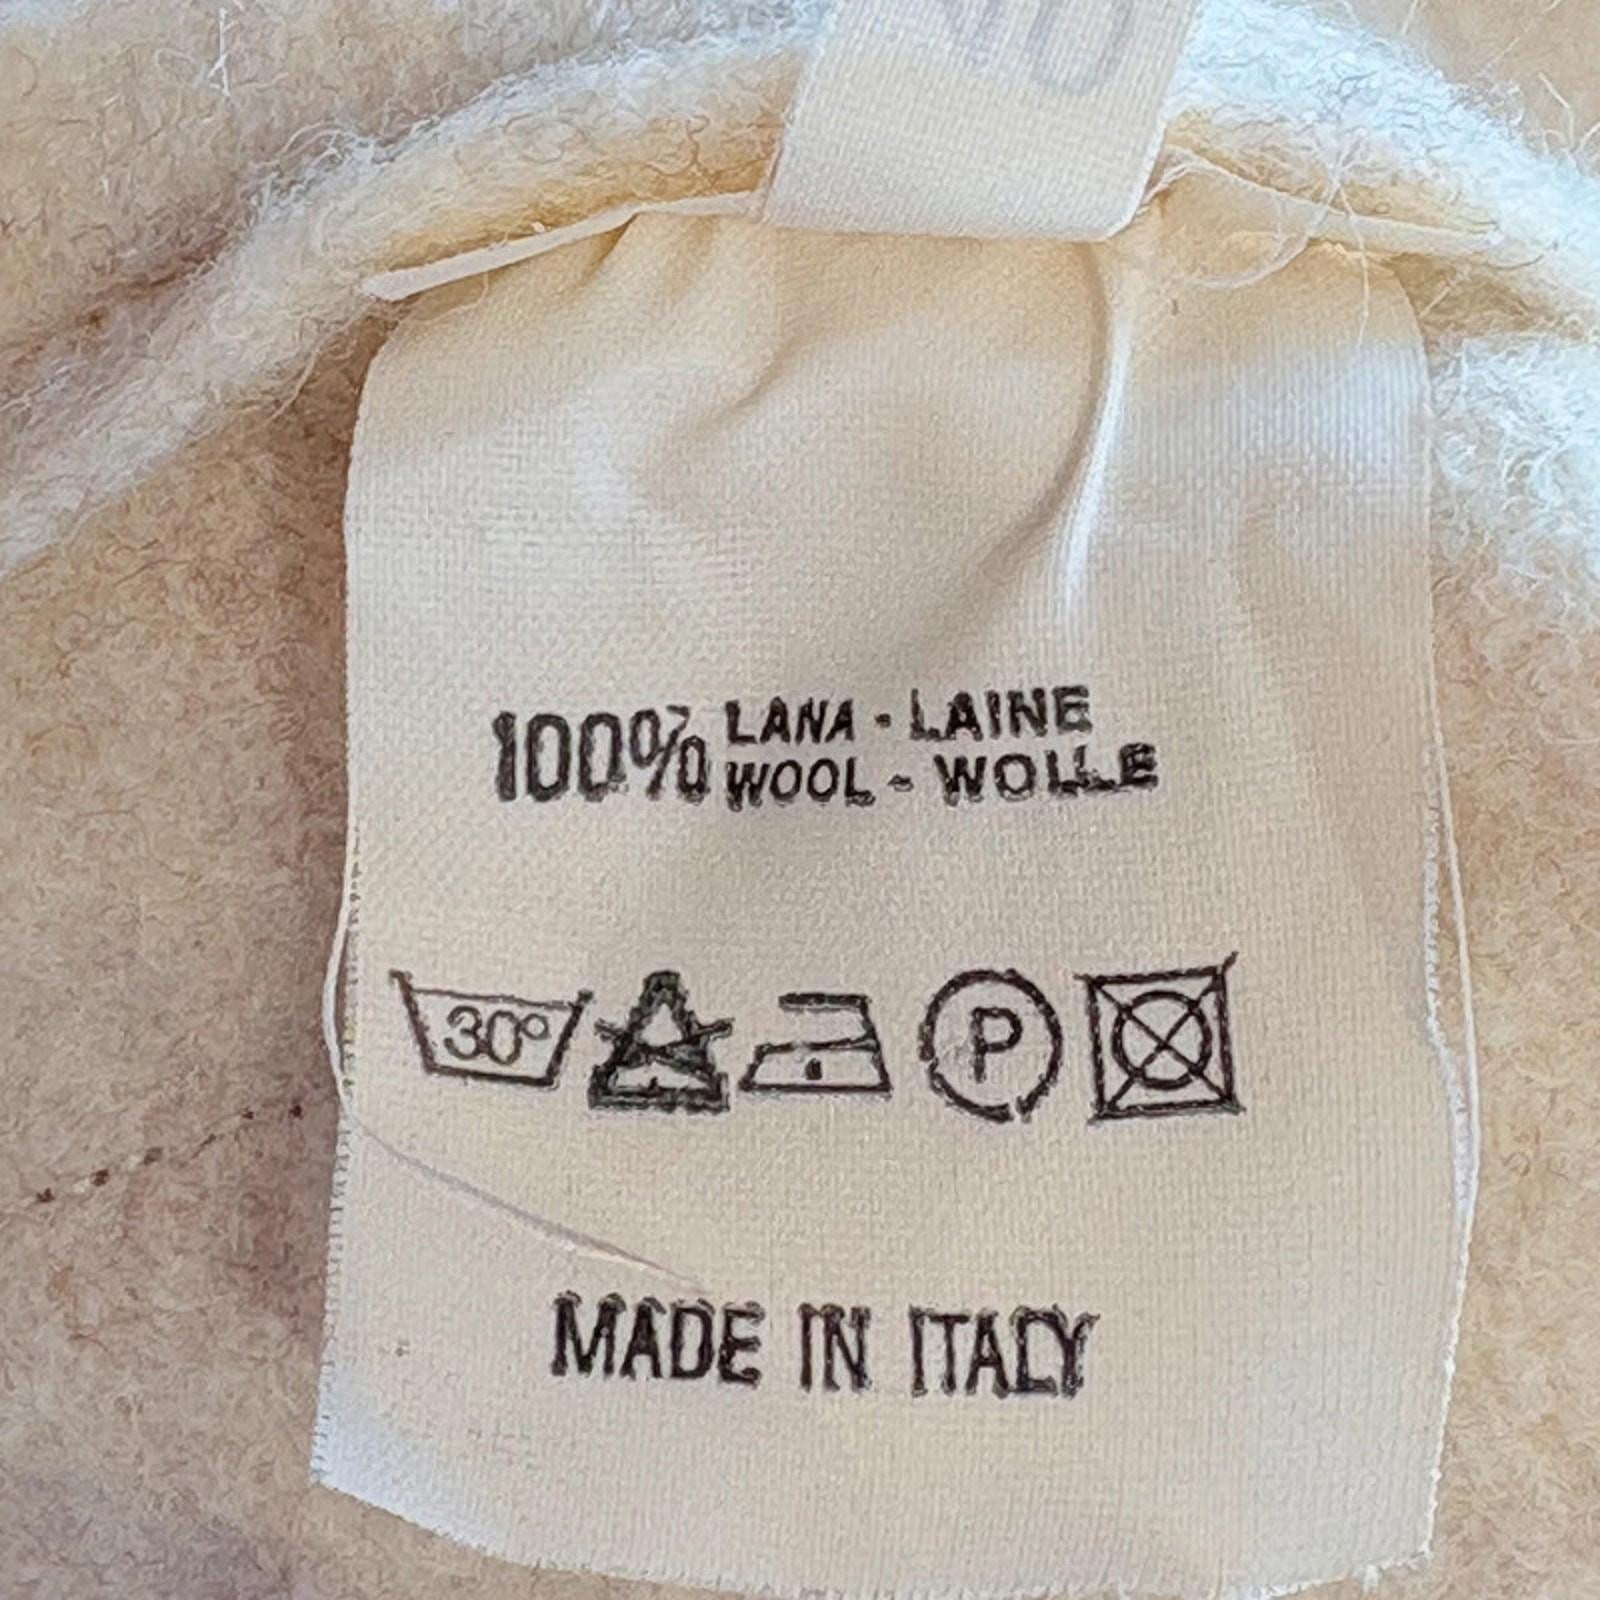 100% LANA - LAINE
WOOL - WOLLE
30°
P
MADE IN ITALY